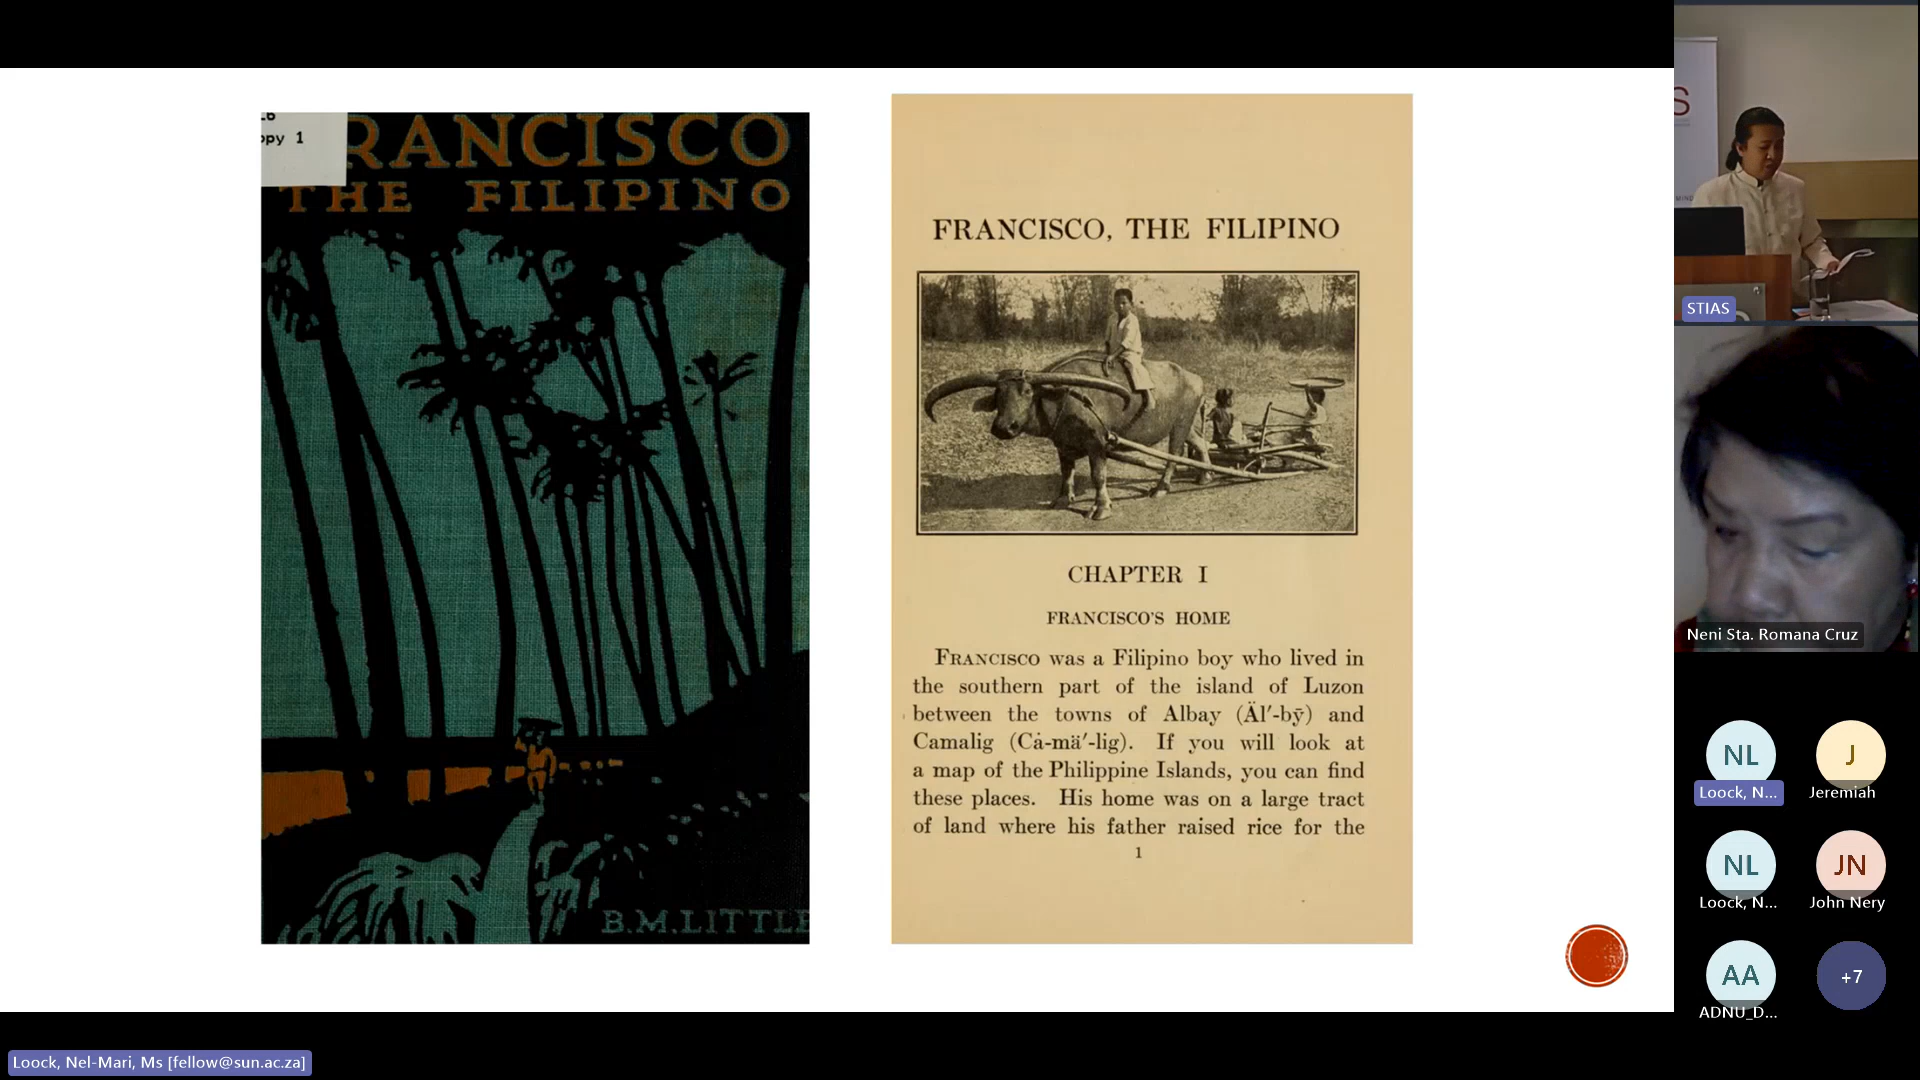 opy 1
RANCISCO
THE FILIPINO
B.M.LITTLE
FRANCISCO, THE FILIPINO
CHAPTER I
FRANCISCO'S HOME
FRANCISCO was a Filipino boy who lived in
the southern part of the island of Luzon
between the towns of Albay (Äl′-bȳ) and
Camalig (Cȧ-mä′-lig). If you will look at
a map of the Philippine Islands, you can find
these places. His home was on a large tract
of land where his father raised rice for the
1
S
MIND
STIAS
Neni Sta. Romana Cruz
NL
Loock, N...
J
Jeremiah
NL
Loock, N...
JN
John Nery
AA
ADNU_D...
+7
Loock, Nel-Mari, Ms [fellow@sun.ac.za]